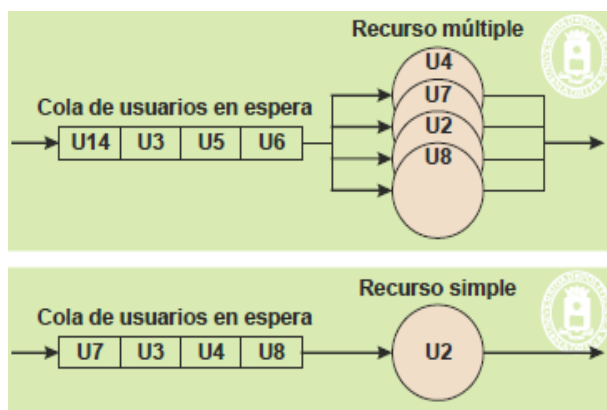 Recurso múltiple
U4
U7
Cola de usuarios en espera
U2
U14 U3 U5 U6
U8
Recurso simple
Cola de usuarios en espera
U7 U3 U4 U8
U2